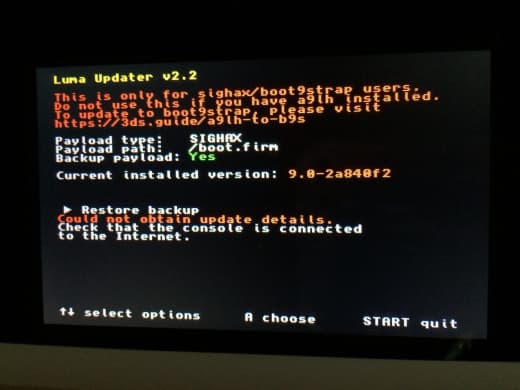 Luma Updater v2.2
This is only for sighax/boot9strap users.
Do not use this if you have a9lh installed.
To update to boot9strap, please visit
https://3ds.guide/a9lh-to-b9s
Payload type: SIGHAX
Payload path: /boot.firm
Backup payload: Yes
Current installed version: 9.0-2a840f2
▶ Restore backup
Could not obtain update details.
Check that the console is connected
to the Internet.
↑↓ select options A choose START quit